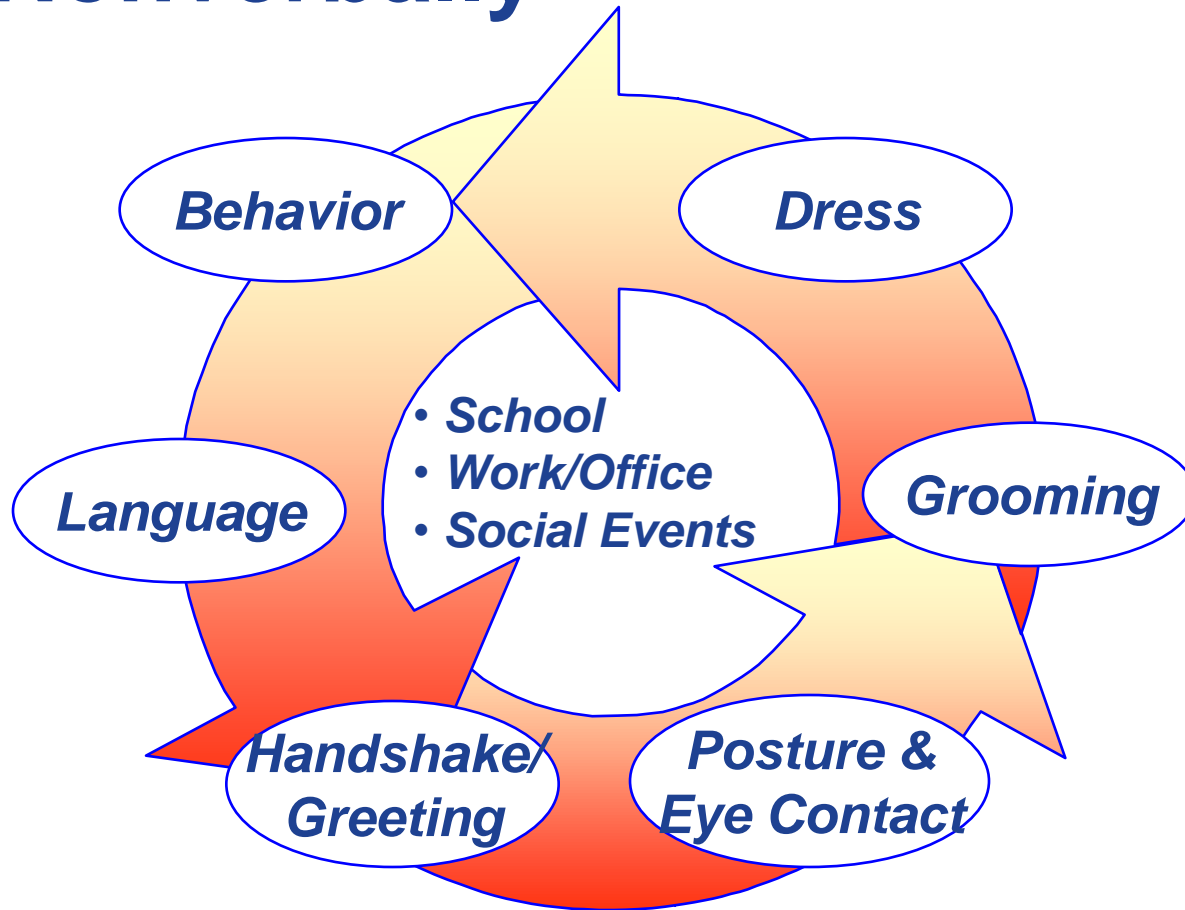 Behavior
Dress
• School
• Work/Office
• Social Events
Language
Grooming
Handshake/
Greeting
Posture &
Eye Contact